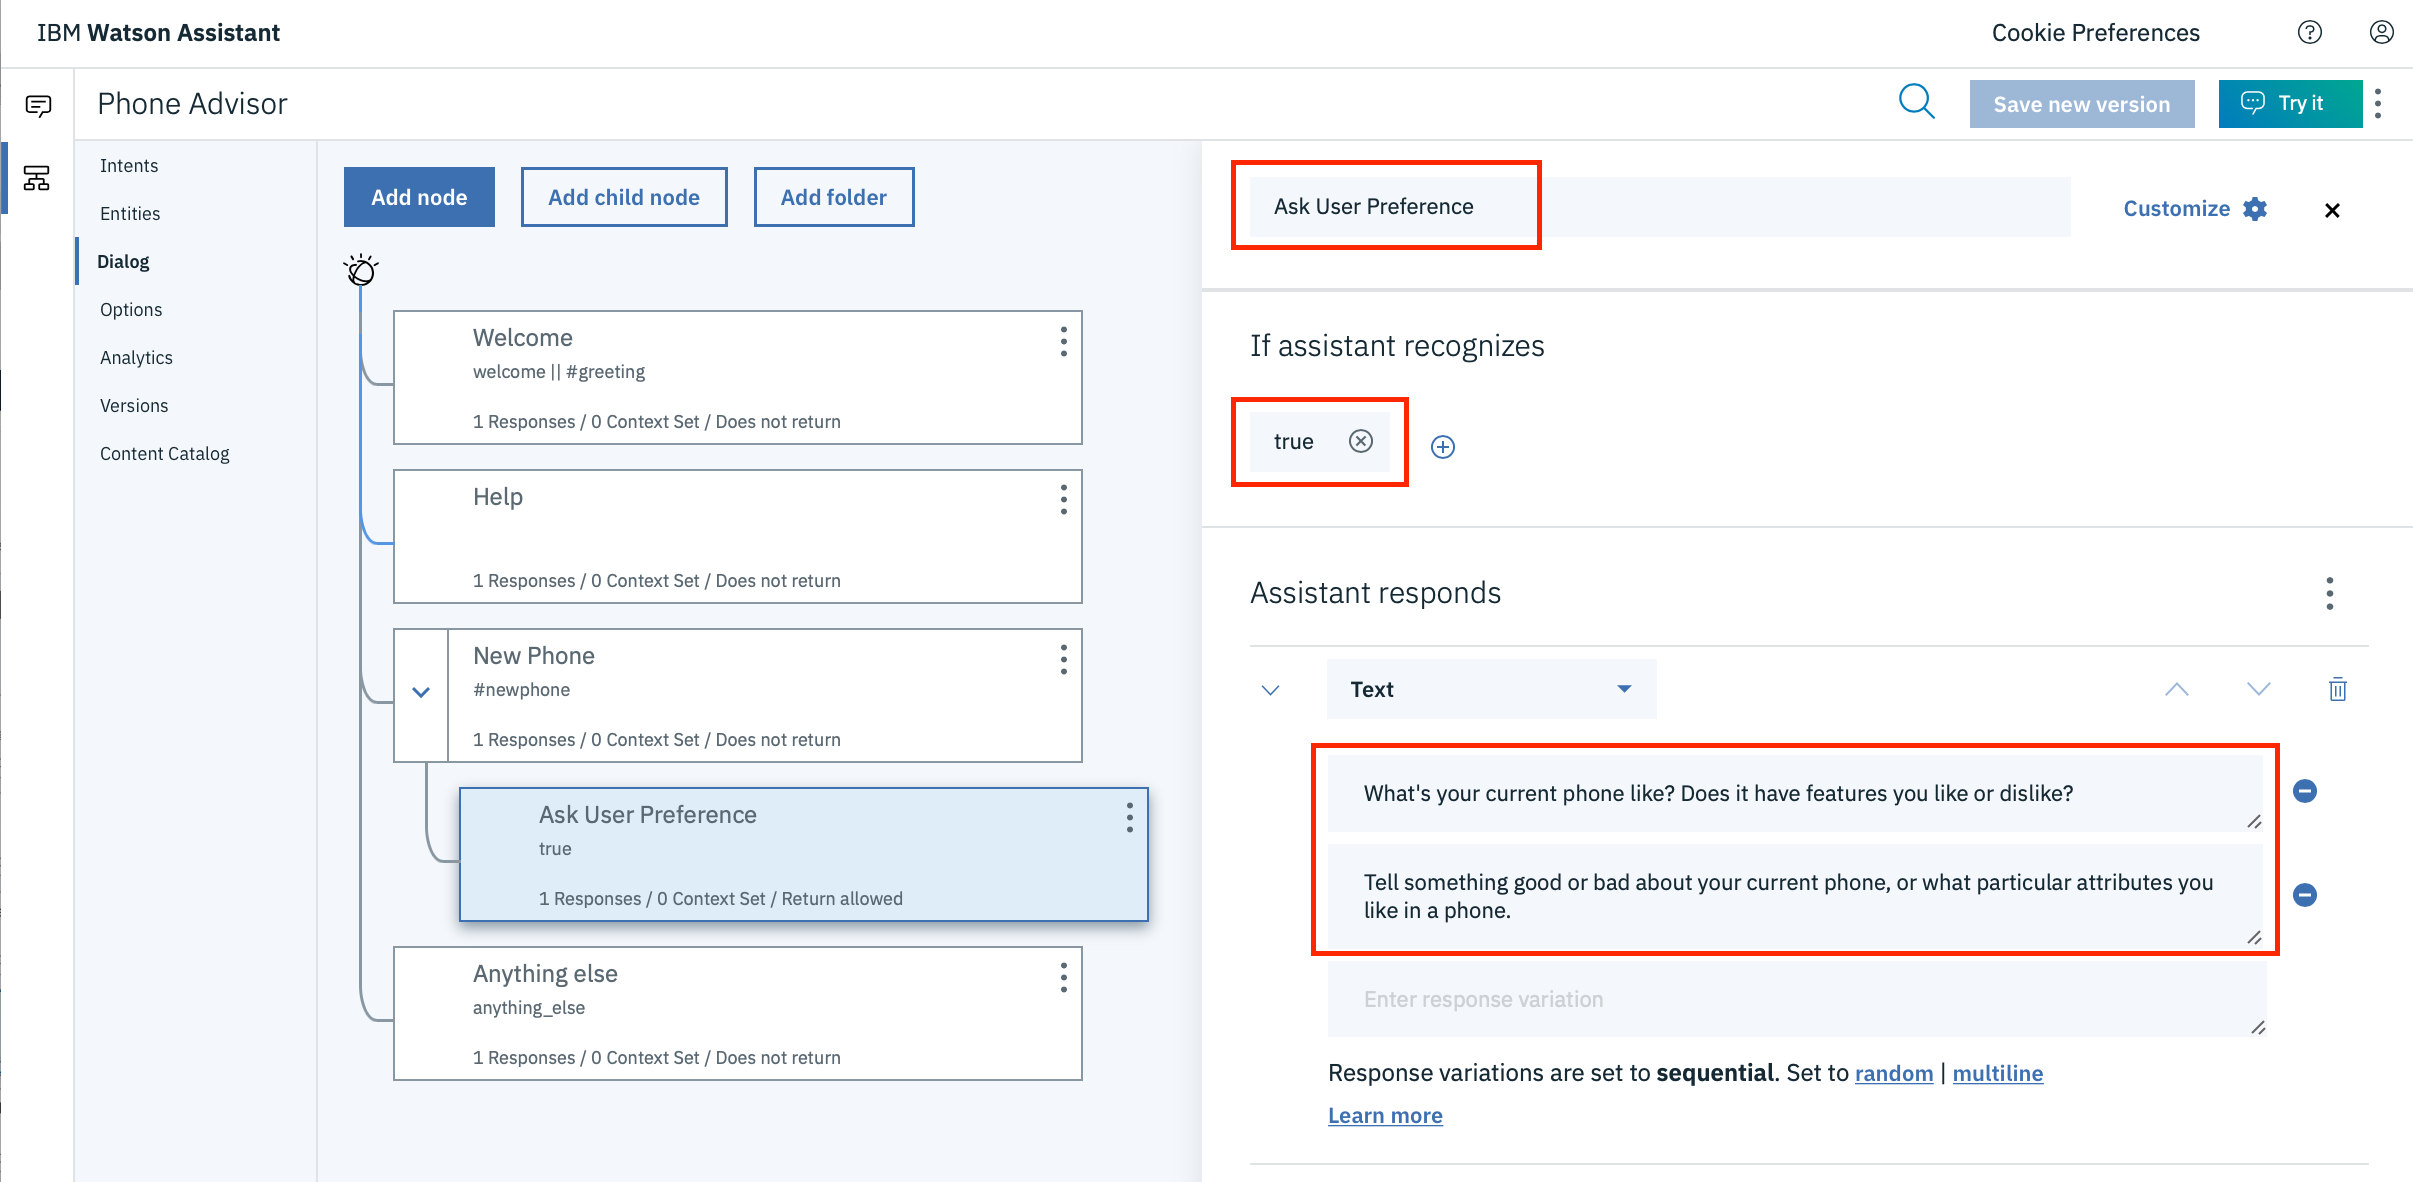 IBM Watson Assistant
Cookie Preferences
Phone Advisor
Save new version
Try it
Intents
Entities
Dialog
Options
Analytics
Versions
Content Catalog
Add node
Add child node
Add folder
Welcome
welcome || #greeting
1 Responses / 0 Context Set / Does not return
Help
1 Responses / 0 Context Set / Does not return
New Phone
#newphone
1 Responses / 0 Context Set / Does not return
Ask User Preference
true
1 Responses / 0 Context Set / Return allowed
Anything else
anything_else
1 Responses / 0 Context Set / Does not return
Ask User Preference
Customize
If assistant recognizes
true
Assistant responds
Text
What's your current phone like? Does it have features you like or dislike?
Tell something good or bad about your current phone, or what particular attributes you
like in a phone.
Enter response variation
Response variations are set to sequential. Set to random | multiline
Learn more